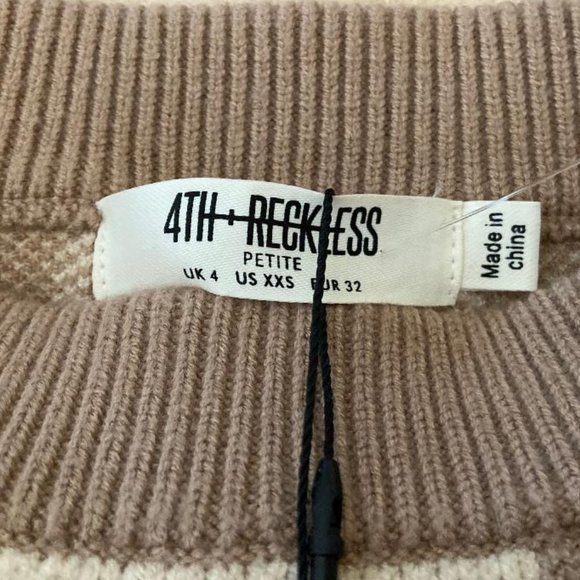 4TH + RECKLESS
PETITE
UK 4 US XXS EUR 32
Made in
china